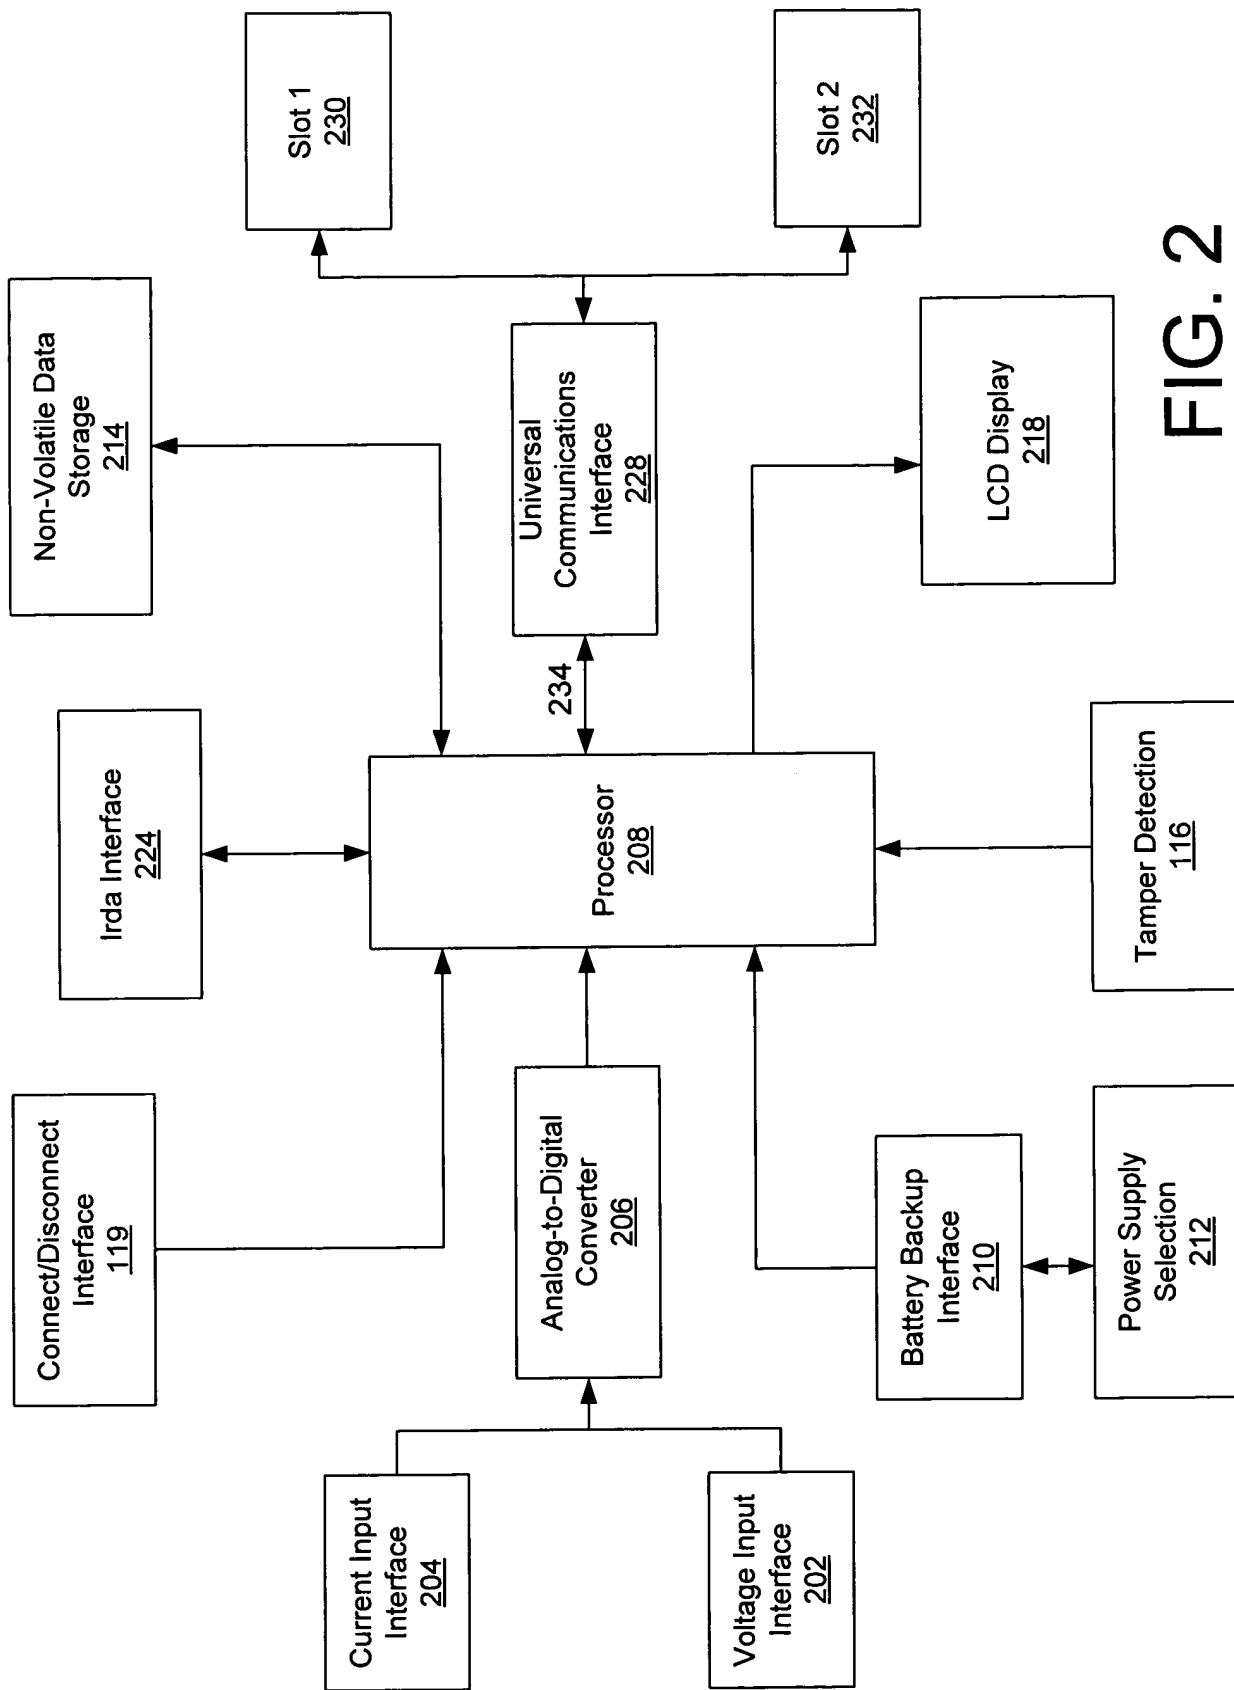 Connect/Disconnect
Interface
119
Irda Interface
224
Non-Volatile Data
Storage
214
Slot 1
230
Current Input
Interface
204
Analog-to-Digital
Converter
206
Processor
208
234
Universal
Communications
Interface
228
Voltage Input
Interface
202
Slot 2
232
Battery Backup
Interface
210
LCD Display
218
Power Supply
Selection
212
Tamper Detection
116
FIG. 2